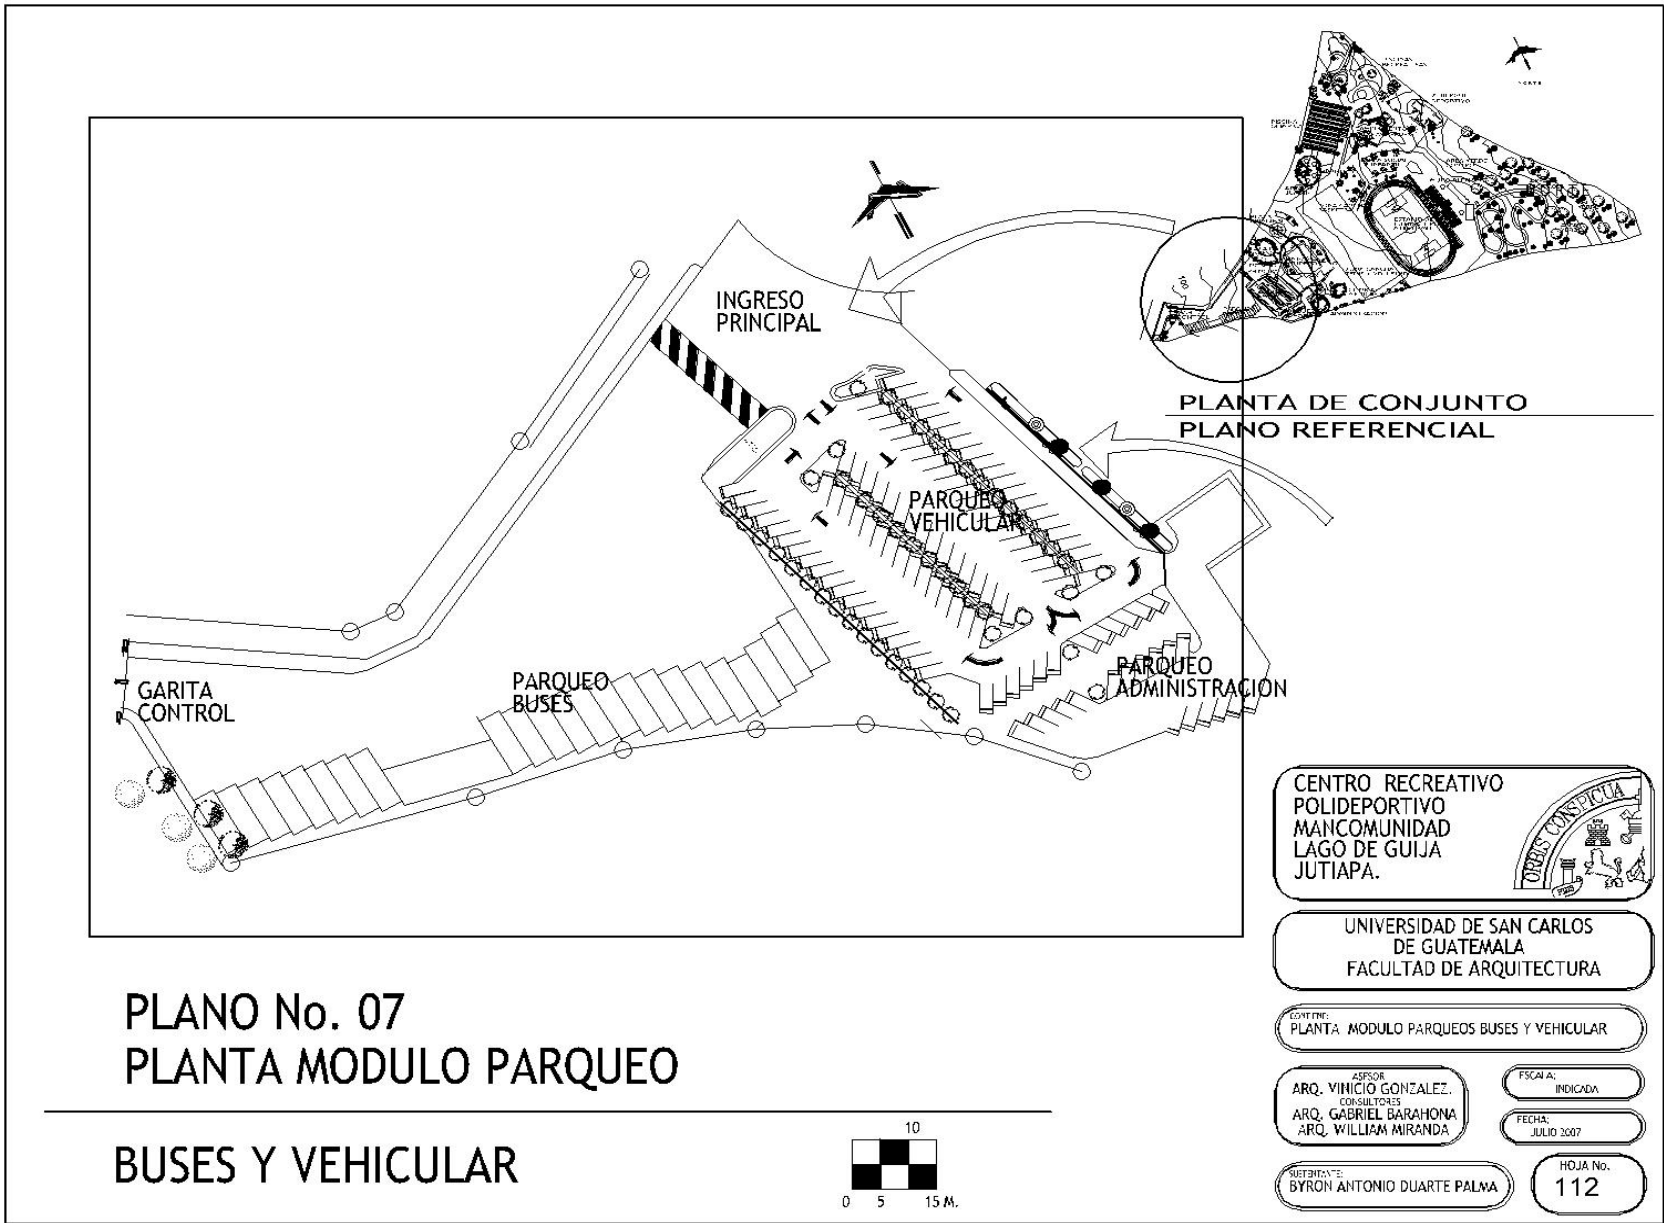 NORTE
INGRESO
PRINCIPAL
PARQUEO
VEHICULAR
PARQUEO
ADMINISTRACION
PARQUEO
BUSES
GARITA
CONTROL
PLANTA DE CONJUNTO
PLANO REFERENCIAL
PLANO No. 07
PLANTA MODULO PARQUEO
BUSES Y VEHICULAR
10
0 5 15 M.
CENTRO RECREATIVO
POLIDEPORTIVO
MANCOMUNIDAD
LAGO DE GUIJA
JUTIAPA.
ORBIS CONSPICUA
UNIVERSIDAD DE SAN CARLOS
DE GUATEMALA
FACULTAD DE ARQUITECTURA
CONTIENE:
PLANTA MODULO PARQUEOS BUSES Y VEHICULAR
ASESOR
ARQ. VINICIO GONZALEZ.
CONSULTORES
ARQ. GABRIEL BARAHONA
ARQ. WILLIAM MIRANDA
ESCALA:
INDICADA
FECHA:
JULIO 2007
SUSTENTANTE:
BYRON ANTONIO DUARTE PALMA
HOJA No.
112